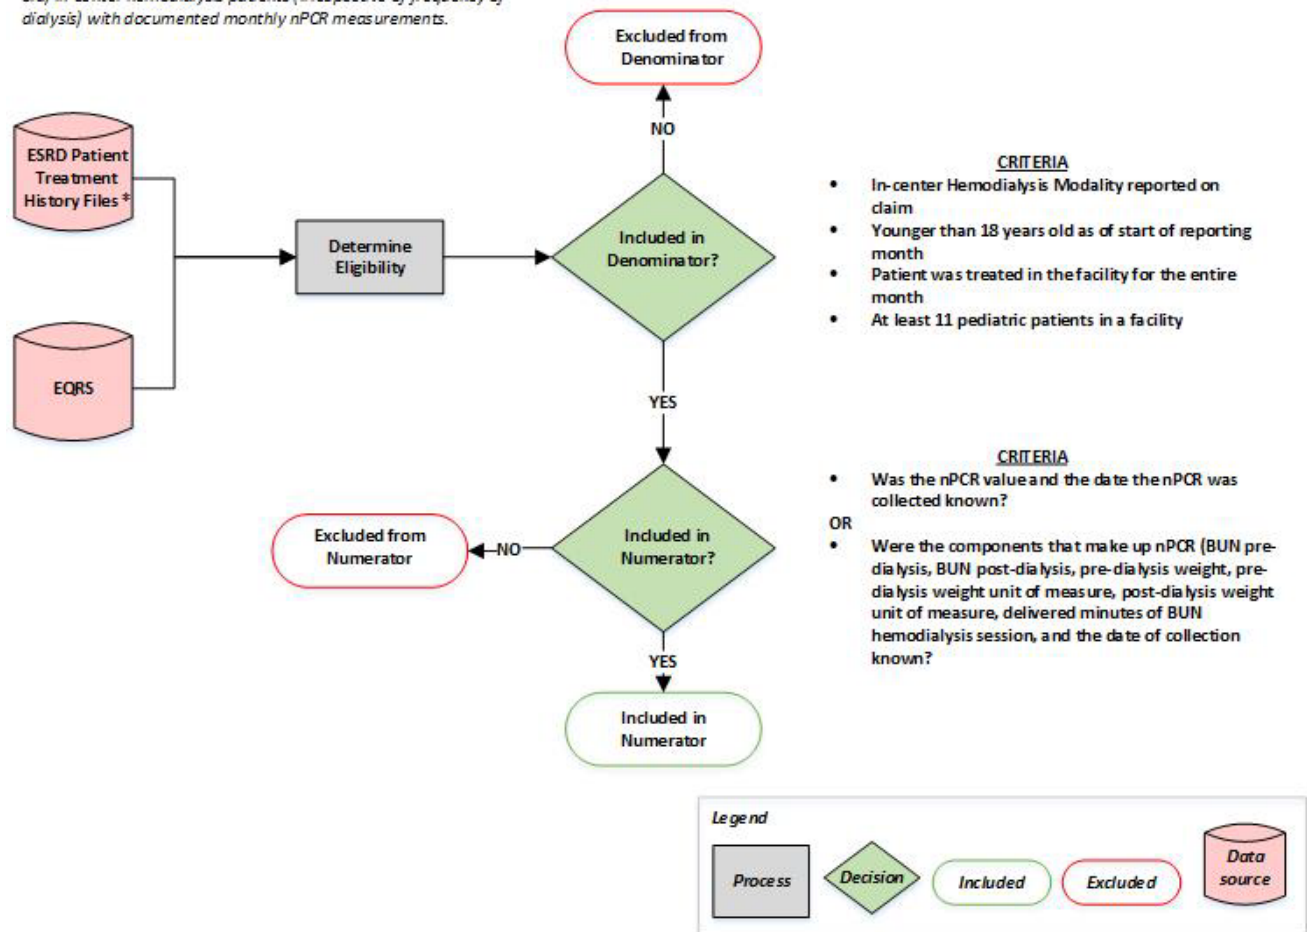 dialysis) with documented monthly nPCR measurements.
Excluded from
Denominator
NO
ESRD Patient
Treatment
History Files *
Determine
Eligibility
Included in
Denominator?
CRITERIA
• In-center Hemodialysis Modality reported on
claim
• Younger than 18 years old as of start of reporting
month
• Patient was treated in the facility for the entire
month
• At least 11 pediatric patients in a facility
EQRS
YES
CRITERIA
• Was the nPCR value and the date the nPCR was
collected known?
OR
• Were the components that make up nPCR (BUN pre-
dialysis, BUN post-dialysis, pre-dialysis weight, pre-
dialysis weight unit of measure, post-dialysis weight
unit of measure, delivered minutes of BUN
hemodialysis session, and the date of collection
known?
Excluded from
Numerator
NO
Included in
Numerator?
YES
Included in
Numerator
Legend
Process
Decision
Included
Excluded
Data
source